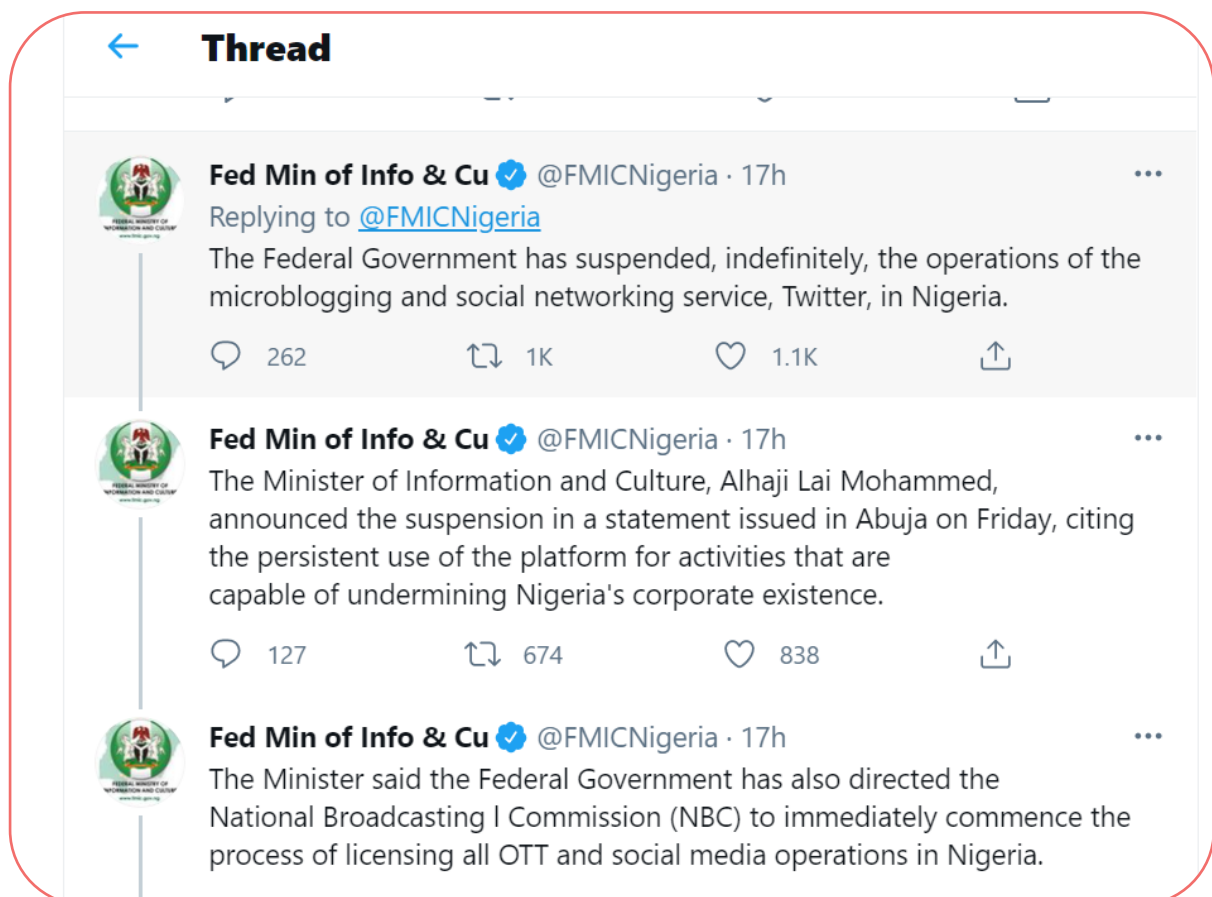 Thread
Fed Min of Info & Cu @FMICNigeria · 17h
Replying to @FMICNigeria
The Federal Government has suspended, indefinitely, the operations of the
microblogging and social networking service, Twitter, in Nigeria.
262 1K 1.1K
Fed Min of Info & Cu @FMICNigeria · 17h
The Minister of Information and Culture, Alhaji Lai Mohammed,
announced the suspension in a statement issued in Abuja on Friday, citing
the persistent use of the platform for activities that are
capable of undermining Nigeria's corporate existence.
127 674 838
Fed Min of Info & Cu @FMICNigeria · 17h
The Minister said the Federal Government has also directed the
National Broadcasting l Commission (NBC) to immediately commence the
process of licensing all OTT and social media operations in Nigeria.